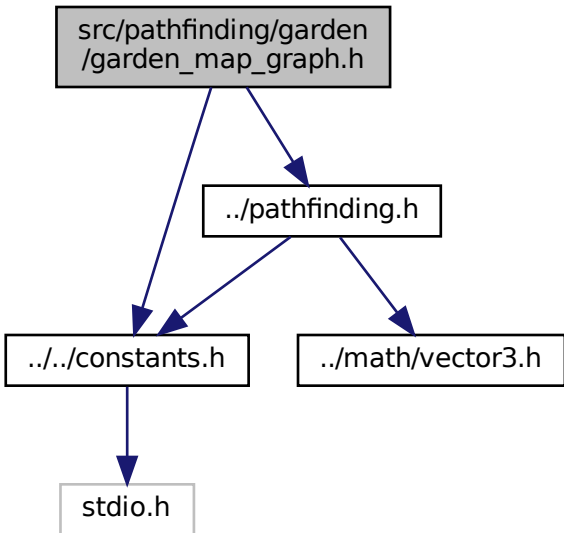 src/pathfinding/garden
/garden_map_graph.h
../pathfinding.h
../../constants.h
../math/vector3.h
stdio.h